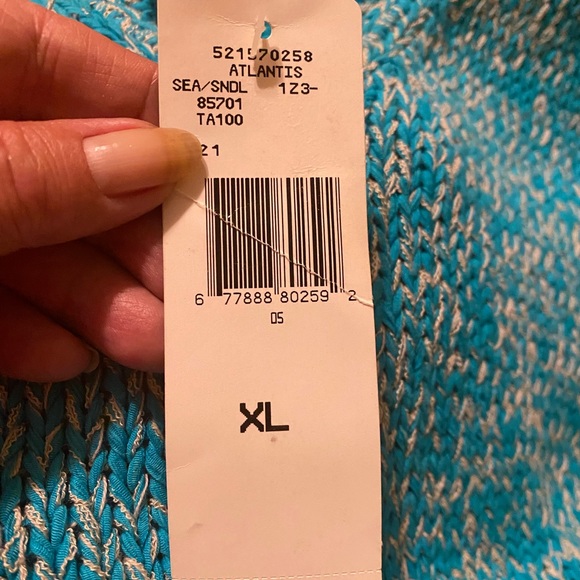 521570258
ATLANTIS
SEA/SNDL 1Z3-
85701
TA100
21
6 77888 80259 2
05
XL